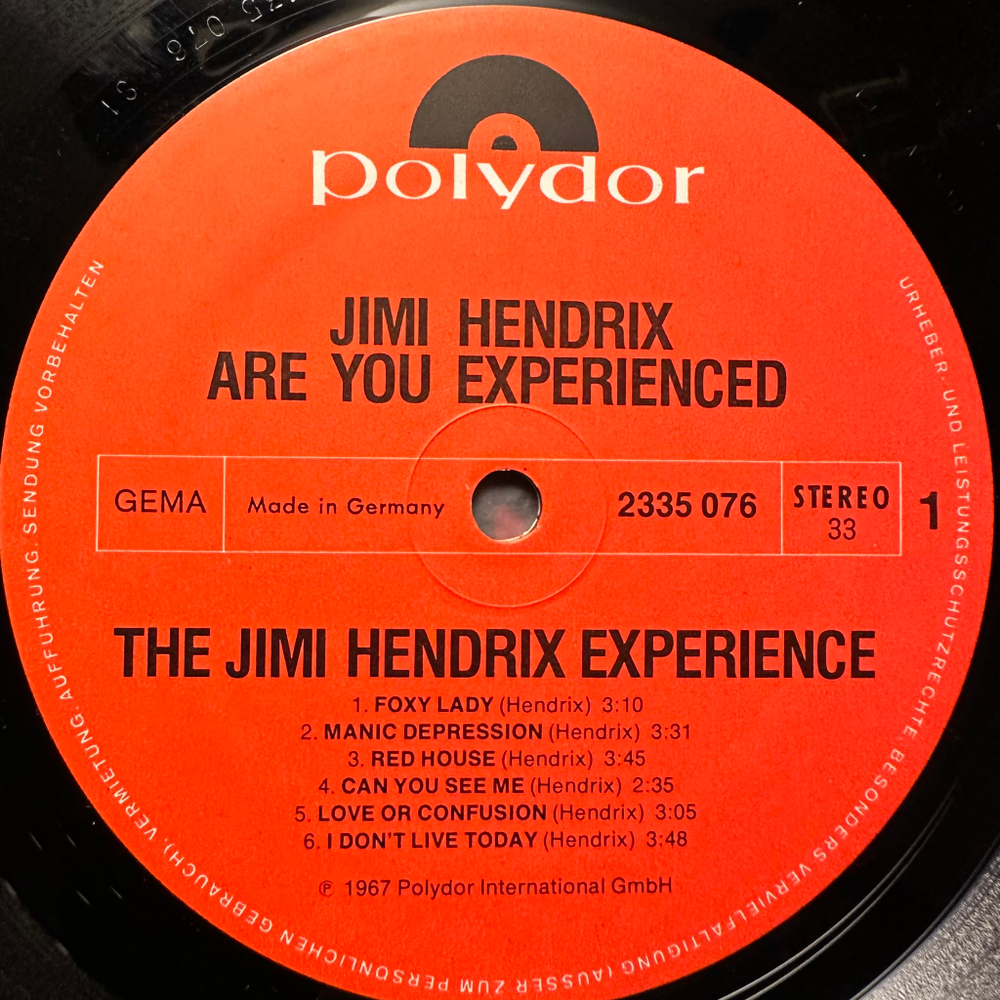 polydor
JIMI HENDRIX
ARE YOU EXPERIENCED
GEMA
Made in Germany
2335 076
STEREO
33
1
THE JIMI HENDRIX EXPERIENCE
1. FOXY LADY (Hendrix) 3:10
2. MANIC DEPRESSION (Hendrix) 3:31
3. RED HOUSE (Hendrix) 3:45
4. CAN YOU SEE ME (Hendrix) 2:35
5. LOVE OR CONFUSION (Hendrix) 3:05
6. I DON'T LIVE TODAY (Hendrix) 3:48
℗ 1967 Polydor International GmbH
URHEBER. UND LEISTUNGSSCHUTZRECHTE. BESONDERS VERVIELFÄLTIGUNG (AUSSER ZUM PERSÖNLICHEN GEBRAUCH), VERMIETUNG, AUFFÜHRUNG. SENDUNG VORBEHALTEN
076 S1